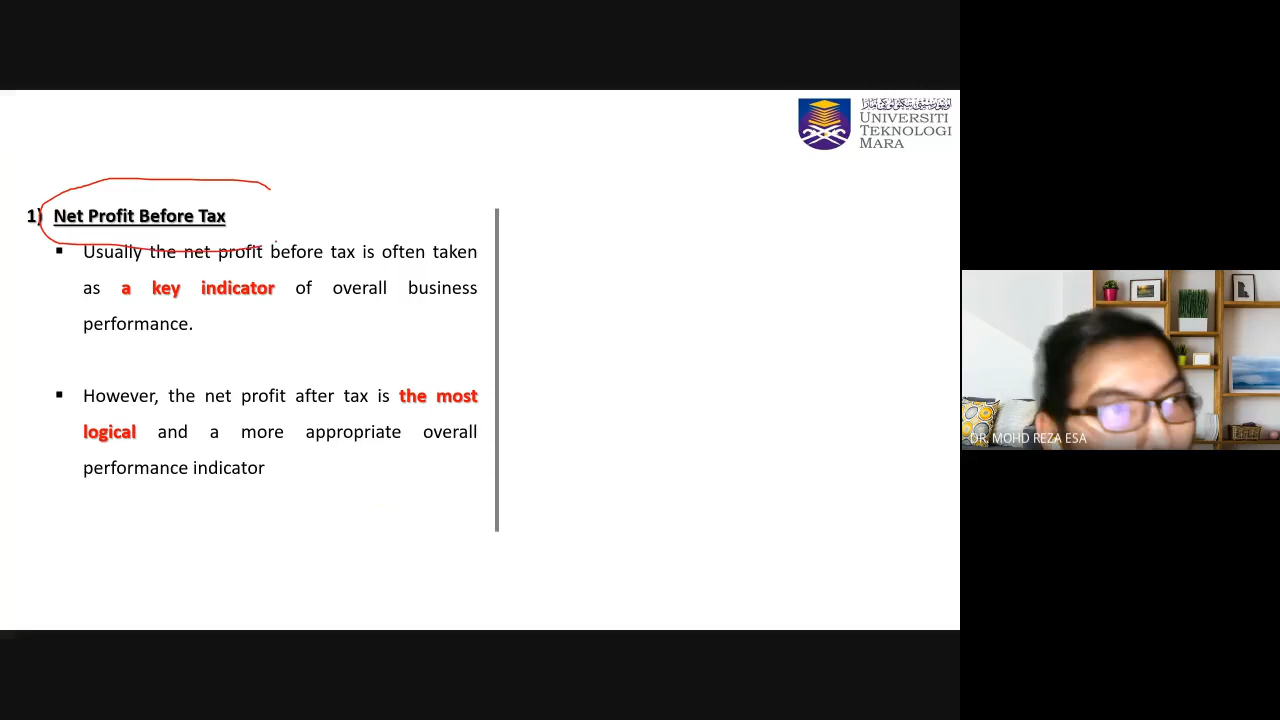 UNIVERSITI
TEKNOLOGI
MARA
1) Net Profit Before Tax
▪ Usually the net profit before tax is often taken
as a key indicator of overall business
performance.
▪ However, the net profit after tax is the most
logical and a more appropriate overall
performance indicator
DR. MOHD REZA ESA